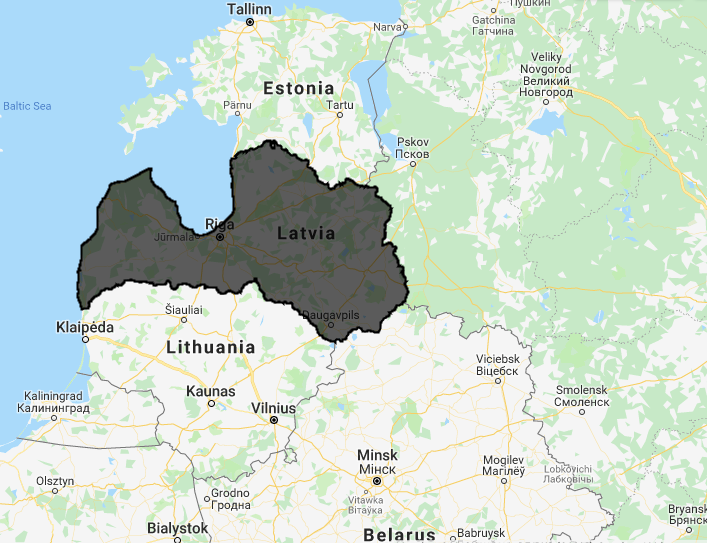 Пушкин
Tallinn
Gatchina
Гатчина
Narva
Veliky
Novgorod
Великий
Новгород
Estonia
Baltic Sea
Pärnu
Tartu
Pskov
Псков
Riga
Jūrmala
Latvia
Daugavpils
Šiauliai
Klaipėda
Lithuania
Viciebsk
Віцебск
Kaliningrad
Калининград
Kaunas
Vilnius
Smolensk
Смоленск
Minsk
Мінск
Mogilev
Магілёў
Lobkovichi
Лобкавічы
Olsztyn
Grodno
Гродна
Vitawka
Вітаўка
Bialystok
Belarus
Babruysk
Bryansk
Брянск